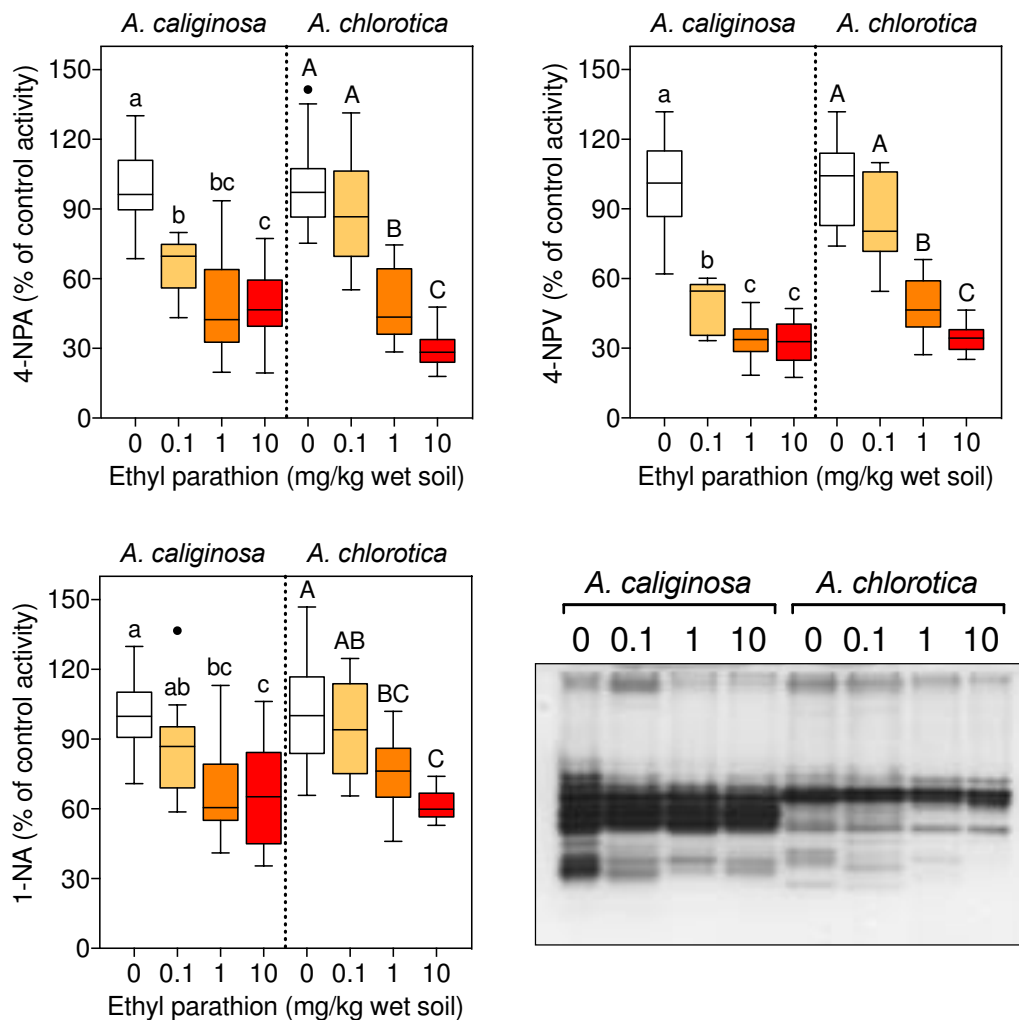 A. caliginosa A. chlorotica
4-NPA (% of control activity)
150
120
90
60
30
0
a
b
bc
c
A
A
B
C
0 0.1 1 10 0 0.1 1 10
Ethyl parathion (mg/kg wet soil)
A. caliginosa A. chlorotica
4-NPV (% of control activity)
150
120
90
60
30
0
a
b
c
c
A
A
B
C
0 0.1 1 10 0 0.1 1 10
Ethyl parathion (mg/kg wet soil)
A. caliginosa A. chlorotica
1-NA (% of control activity)
150
120
90
60
30
0
a
ab
bc
c
A
AB
BC
C
0 0.1 1 10 0 0.1 1 10
Ethyl parathion (mg/kg wet soil)
A. caliginosa A. chlorotica
0 0.1 1 10 0 0.1 1 10